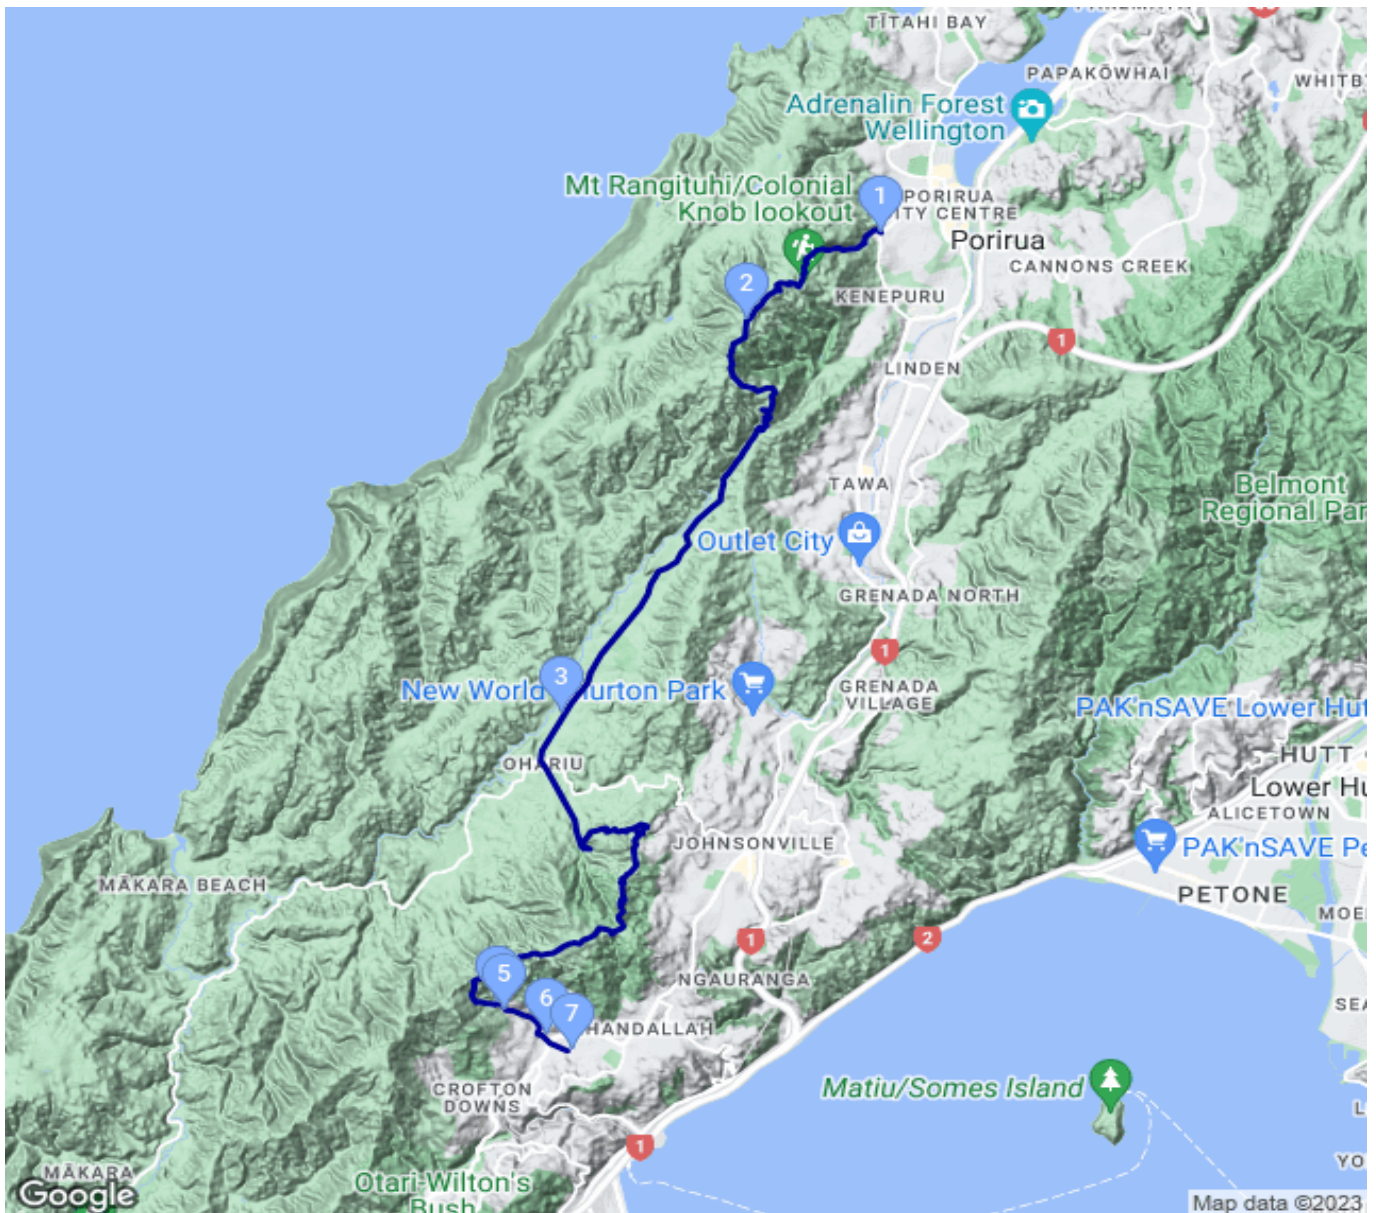 TĪTAHI BAY
PAPAKŌWHAI
WHITB
Adrenalin Forest
Wellington
Mt Rangituhi/Colonial
Knob lookout
1
PORIRUA
ITY CENTRE
Porirua
CANNONS CREEK
2
KENEPURU
1
LINDEN
TAWA
Belmont
Regional Par
Outlet City
GRENADA NORTH
1
3
New World
hurton Park
GRENADA
VILLAGE
PAK'nSAVE Lower Hut
OHARIU
HUTT
Lower Hu
ALICETOWN
JOHNSONVILLE
PAK'nSAVE Pe
MĀKARA BEACH
PETONE
MOE
1
2
5
NGAURANGA
6
7
HANDALLAH
SEA
CROFTON
DOWNS
Matiu/Somes Island
1
YO
MĀKARA
Otari-Wilton's
Bush
Google
Map data ©2023